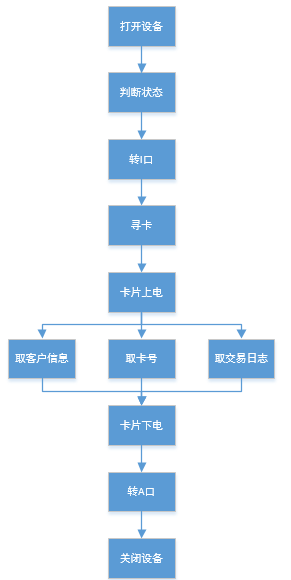 打开设备
判断状态
转I口
寻卡
卡片上电
取客户信息
取卡号
取交易日志
卡片下电
转A口
关闭设备